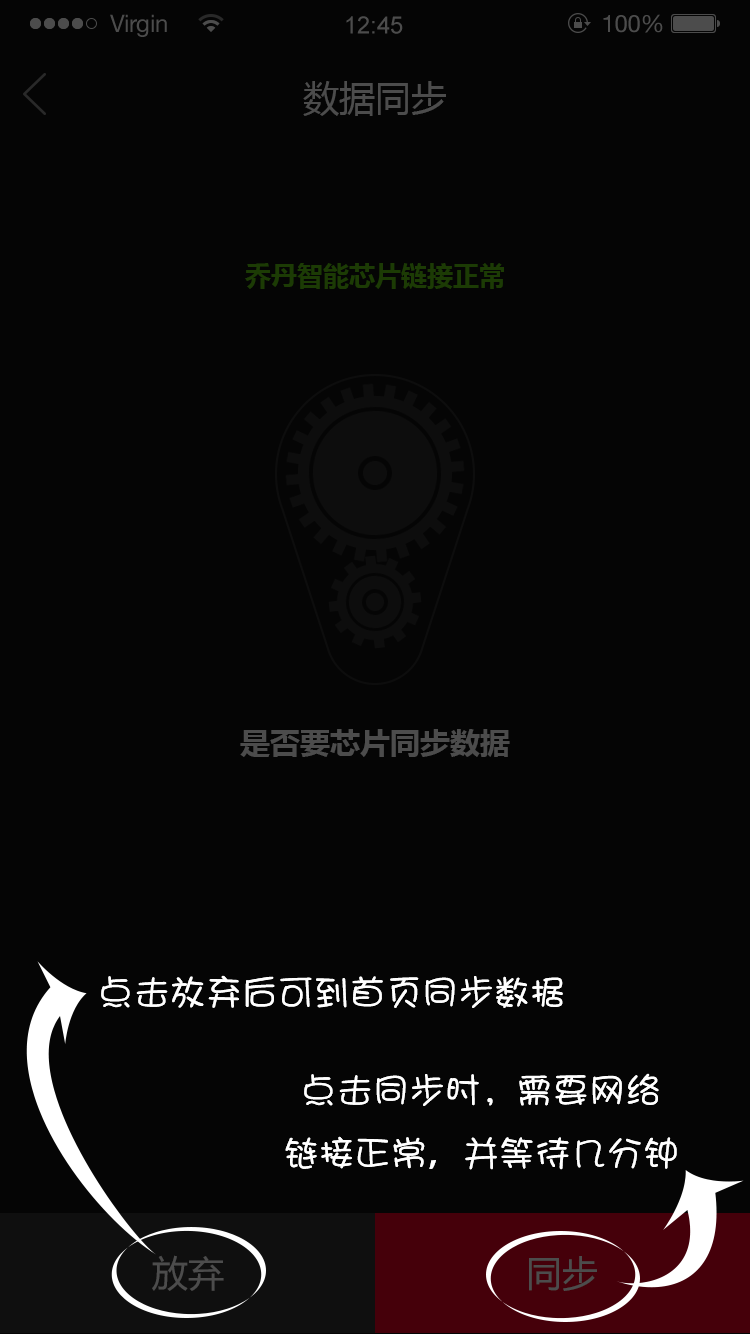 Virgin 12:45 100%
数据同步
乔丹智能芯片链接正常
是否要芯片同步数据
点击放弃后可到首页同步数据
点击同步时，需要网络
链接正常，并等待几分钟
放弃 同步